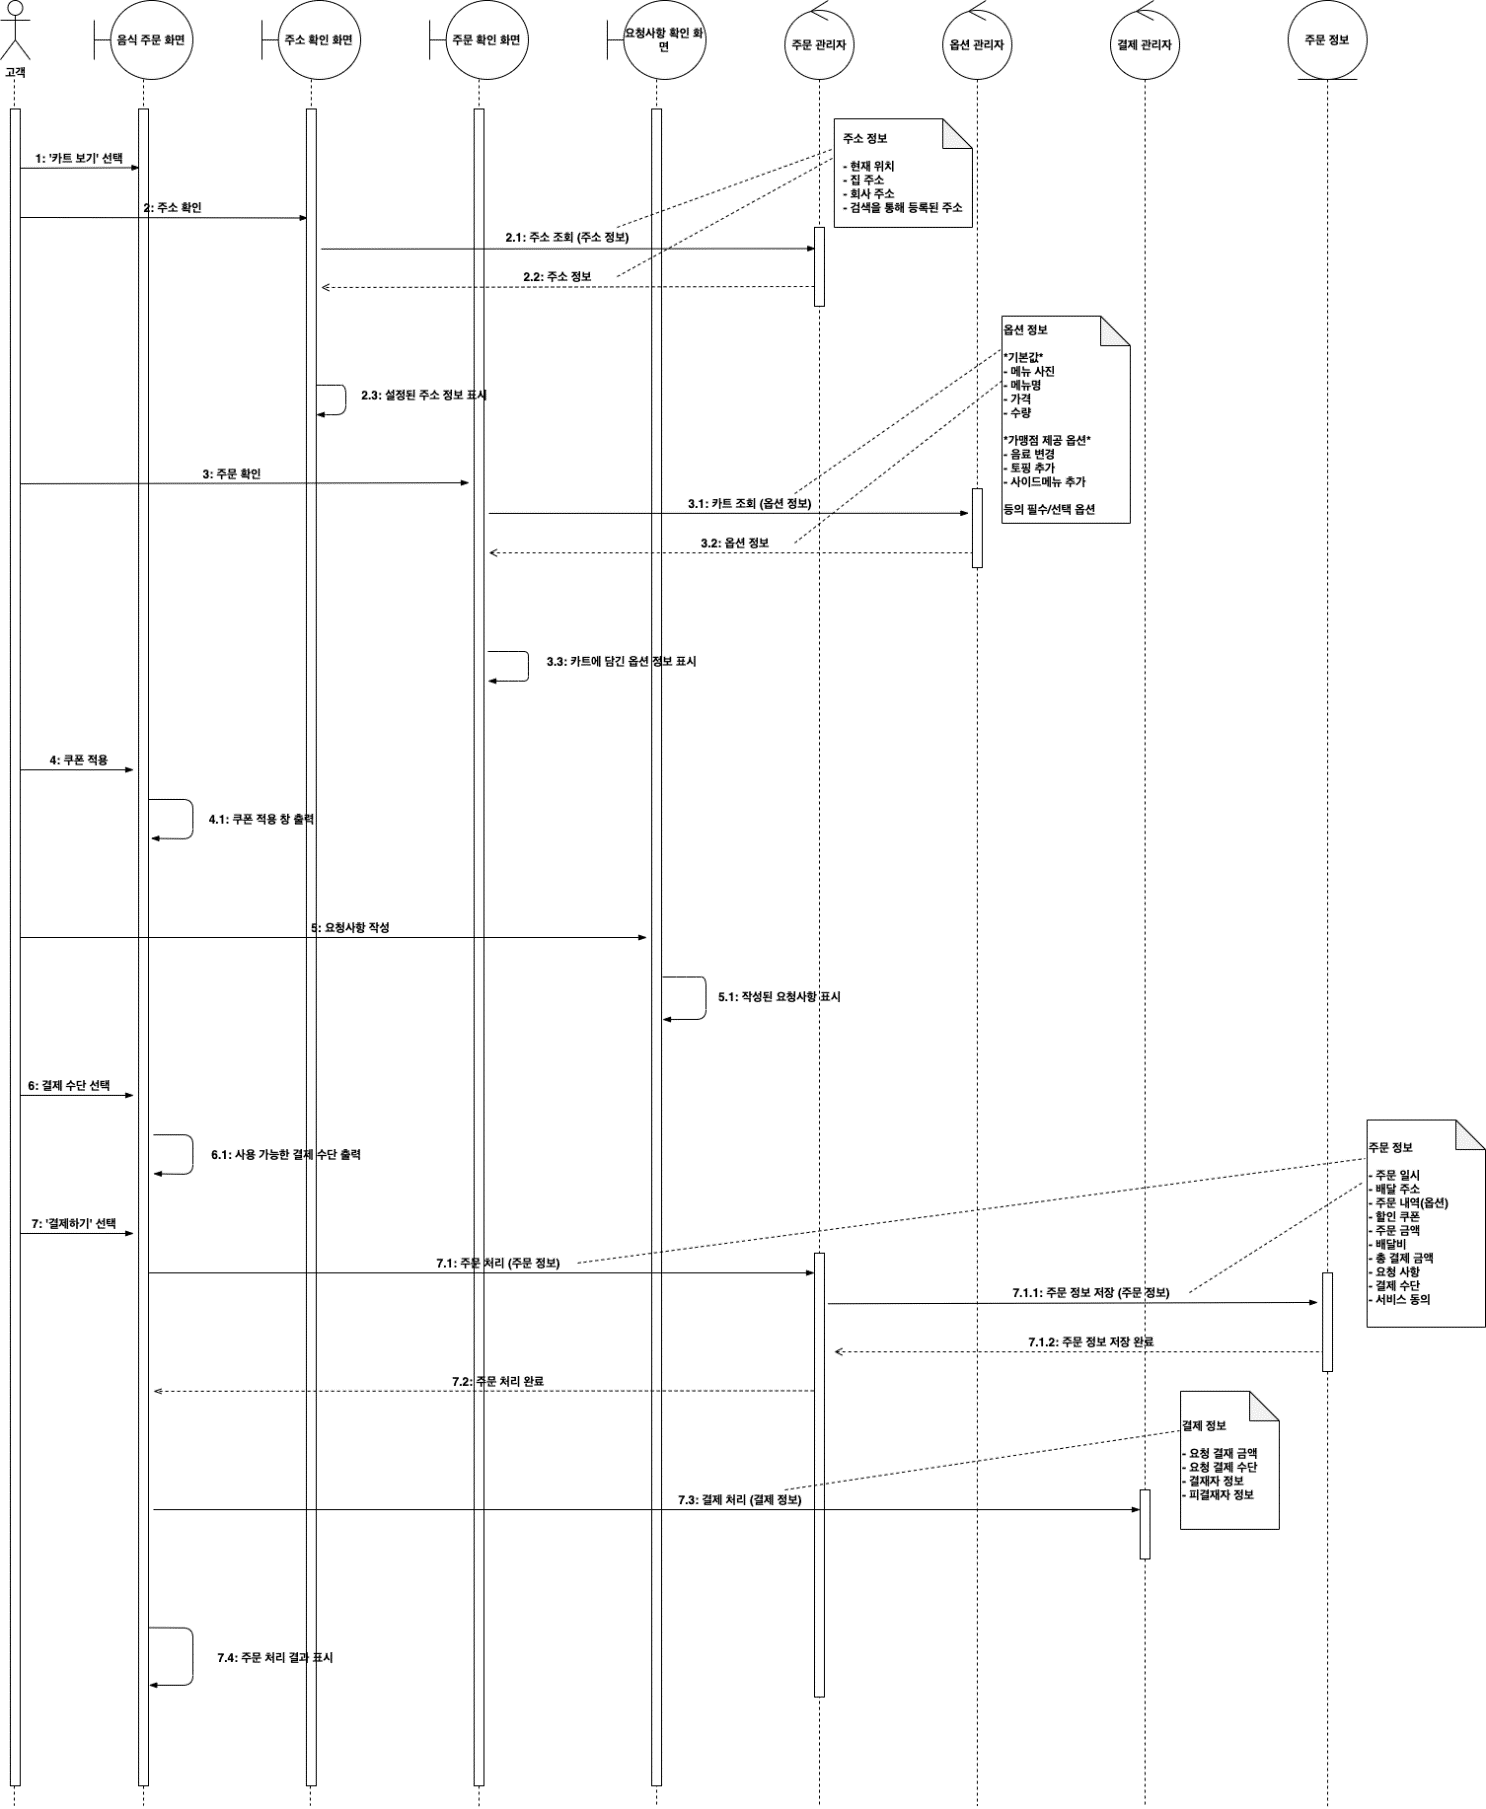 고객
음식 주문 화면
주소 확인 화면
주문 확인 화면
요청사항 확인 화
면
주문 관리자
옵션 관리자
결제 관리자
주문 정보
주소 정보
- 현재 위치
- 집 주소
- 회사 주소
- 검색을 통해 등록된 주소
1: '카트 보기' 선택
2: 주소 확인
2.1: 주소 조회 (주소 정보)
2.2: 주소 정보
옵션 정보
*기본값*
- 메뉴 사진
- 메뉴명
- 가격
- 수량
*가맹점 제공 옵션*
- 음료 변경
- 토핑 추가
- 사이드메뉴 추가
등의 필수/선택 옵션
2.3: 설정된 주소 정보 표시
3: 주문 확인
3.1: 카트 조회 (옵션 정보)
3.2: 옵션 정보
3.3: 카트에 담긴 옵션 정보 표시
4: 쿠폰 적용
4.1: 쿠폰 적용 창 출력
5: 요청사항 작성
5.1: 작성된 요청사항 표시
6: 결제 수단 선택
6.1: 사용 가능한 결제 수단 출력
주문 정보
- 주문 일시
- 배달 주소
- 주문 내역(옵션)
- 할인 쿠폰
- 주문 금액
- 배달비
- 총 결제 금액
- 요청 사항
- 결제 수단
- 서비스 동의
7: '결제하기' 선택
7.1: 주문 처리 (주문 정보)
7.1.1: 주문 정보 저장 (주문 정보)
7.1.2: 주문 정보 저장 완료
7.2: 주문 처리 완료
결제 정보
- 요청 결재 금액
- 요청 결제 수단
- 결재자 정보
- 피결재자 정보
7.3: 결제 처리 (결제 정보)
7.4: 주문 처리 결과 표시